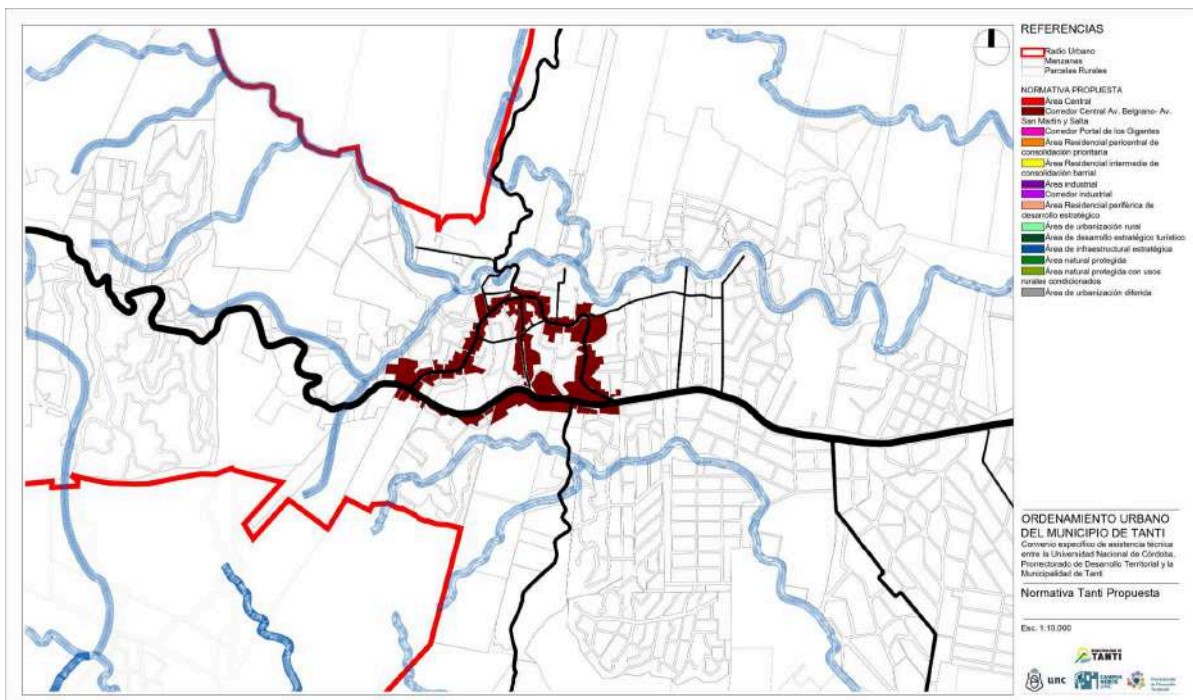 REFERENCIAS
Radio Urbano
Manzanas
Parcelas Rurales
NORMATIVA PROPUESTA
Área Central
Corredor Central Av. Belgrano- Av.
San Martín y Salta
Corredor Portal de los Gigantes
Área Residencial pericentral de
consolidación prioritaria
Área Residencial intermedia de
consolidación barrial
Área industrial
Corredor industrial
Área Residencial periférica de
desarrollo estratégico
Área de urbanización rural
Área de desarrollo estratégico turístico
Área de infraestructural estratégica
Área natural protegida
Área natural protegida con usos
rurales condicionados
Área de urbanización diferida
ORDENAMIENTO URBANO
DEL MUNICIPIO DE TANTI
Convenio específico de asistencia técnica
entre la Universidad Nacional de Córdoba,
Prorrectorado de Desarrollo Territorial y la
Municipalidad de Tanti
Normativa Tanti Propuesta
Esc. 1:10.000
TANTI
unc
CAMPUS
NORTE